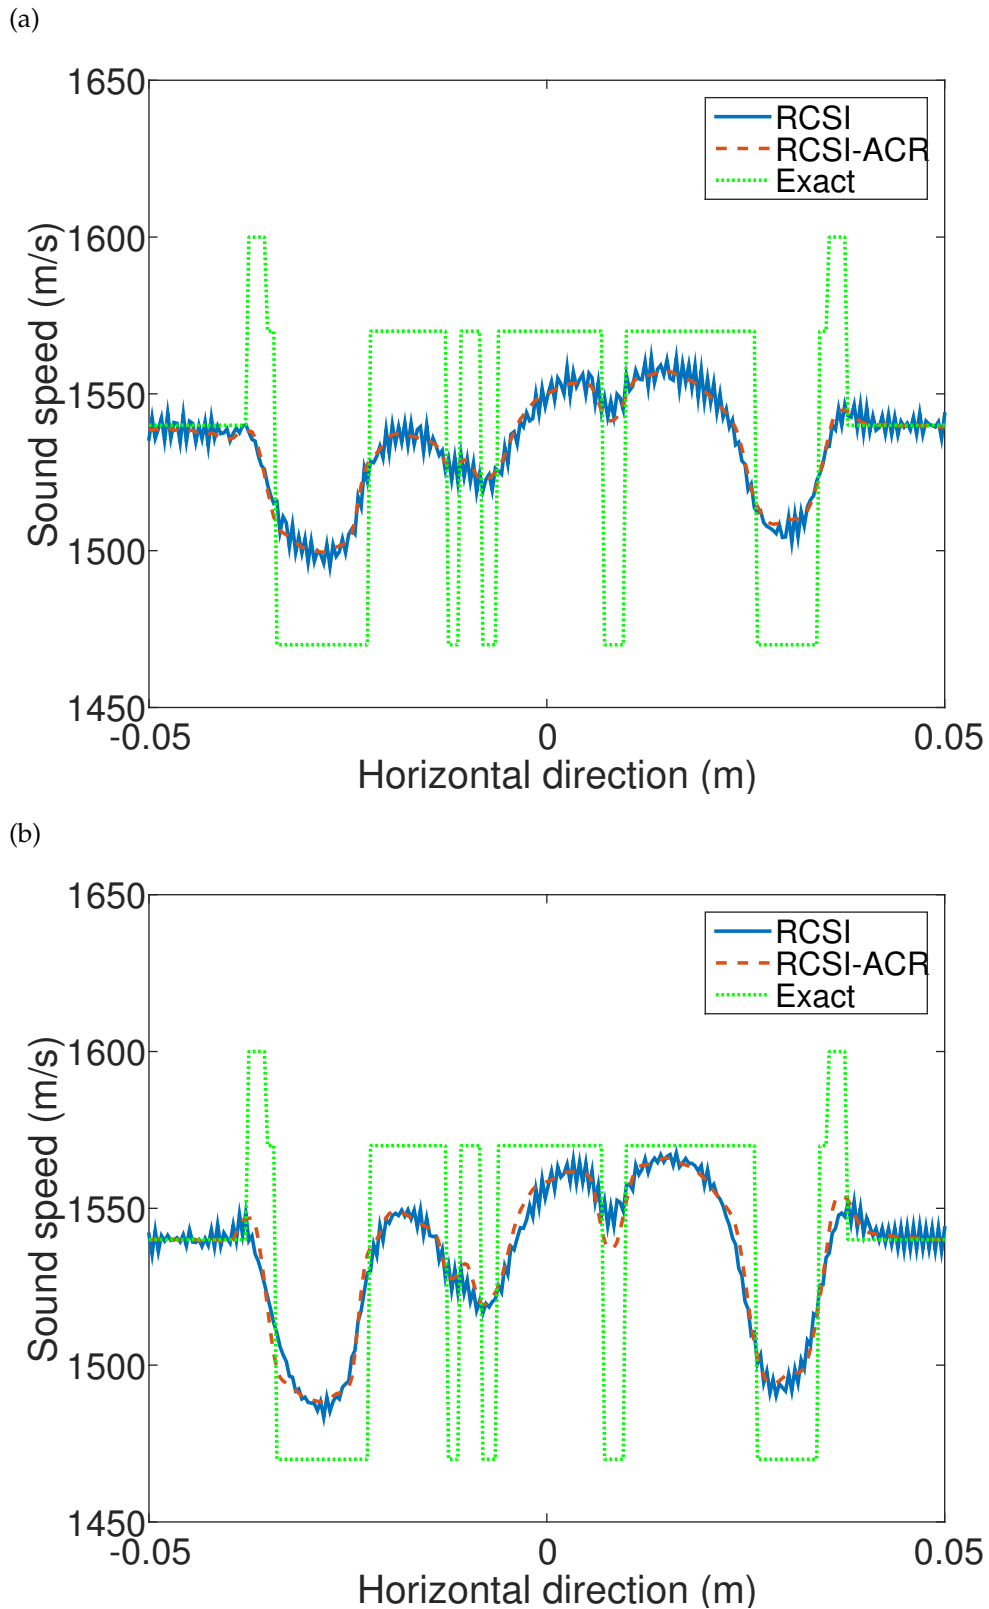 (a)
1650
RCSI
RCSI-ACR
Exact
1600
1550
1500
1450
Sound speed (m/s)
-0.05
0
0.05
Horizontal direction (m)
(b)
1650
RCSI
RCSI-ACR
Exact
1600
1550
1500
1450
Sound speed (m/s)
-0.05
0
0.05
Horizontal direction (m)